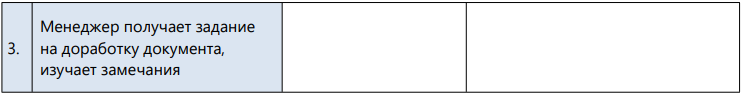 Менеджер получает задание
3. на доработку документа,
изучает замечания